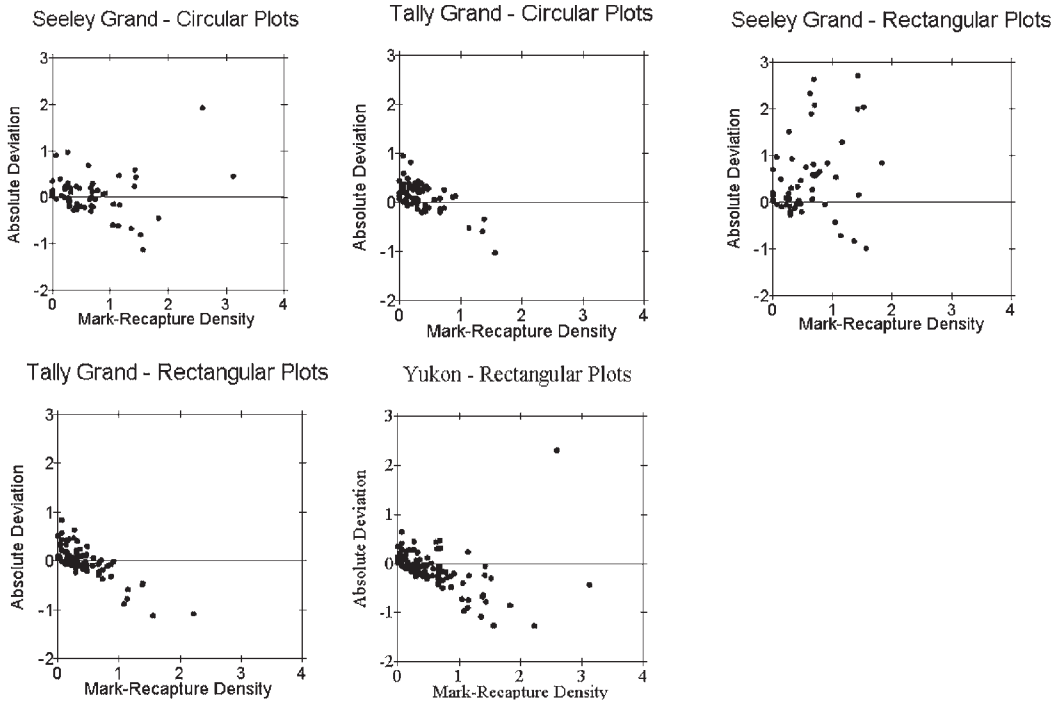 Seeley Grand - Circular Plots
3
2
1
0
-1
-2
0 1 2 3 4
Absolute Deviation
Mark-Recapture Density
Tally Grand - Circular Plots
3
2
1
0
-1
-2
0 1 2 3 4
Absolute Deviation
Mark-Recapture Density
Seeley Grand - Rectangular Plots
3
2
1
0
-1
-2
0 1 2 3 4
Absolute Deviation
Mark-Recapture Density
Tally Grand - Rectangular Plots
3
2
1
0
-1
-2
0 1 2 3 4
Absolute Deviation
Mark-Recapture Density
Yukon - Rectangular Plots
3
2
1
0
-1
-2
0 1 2 3 4
Absolute Deviation
Mark-Recapture Density